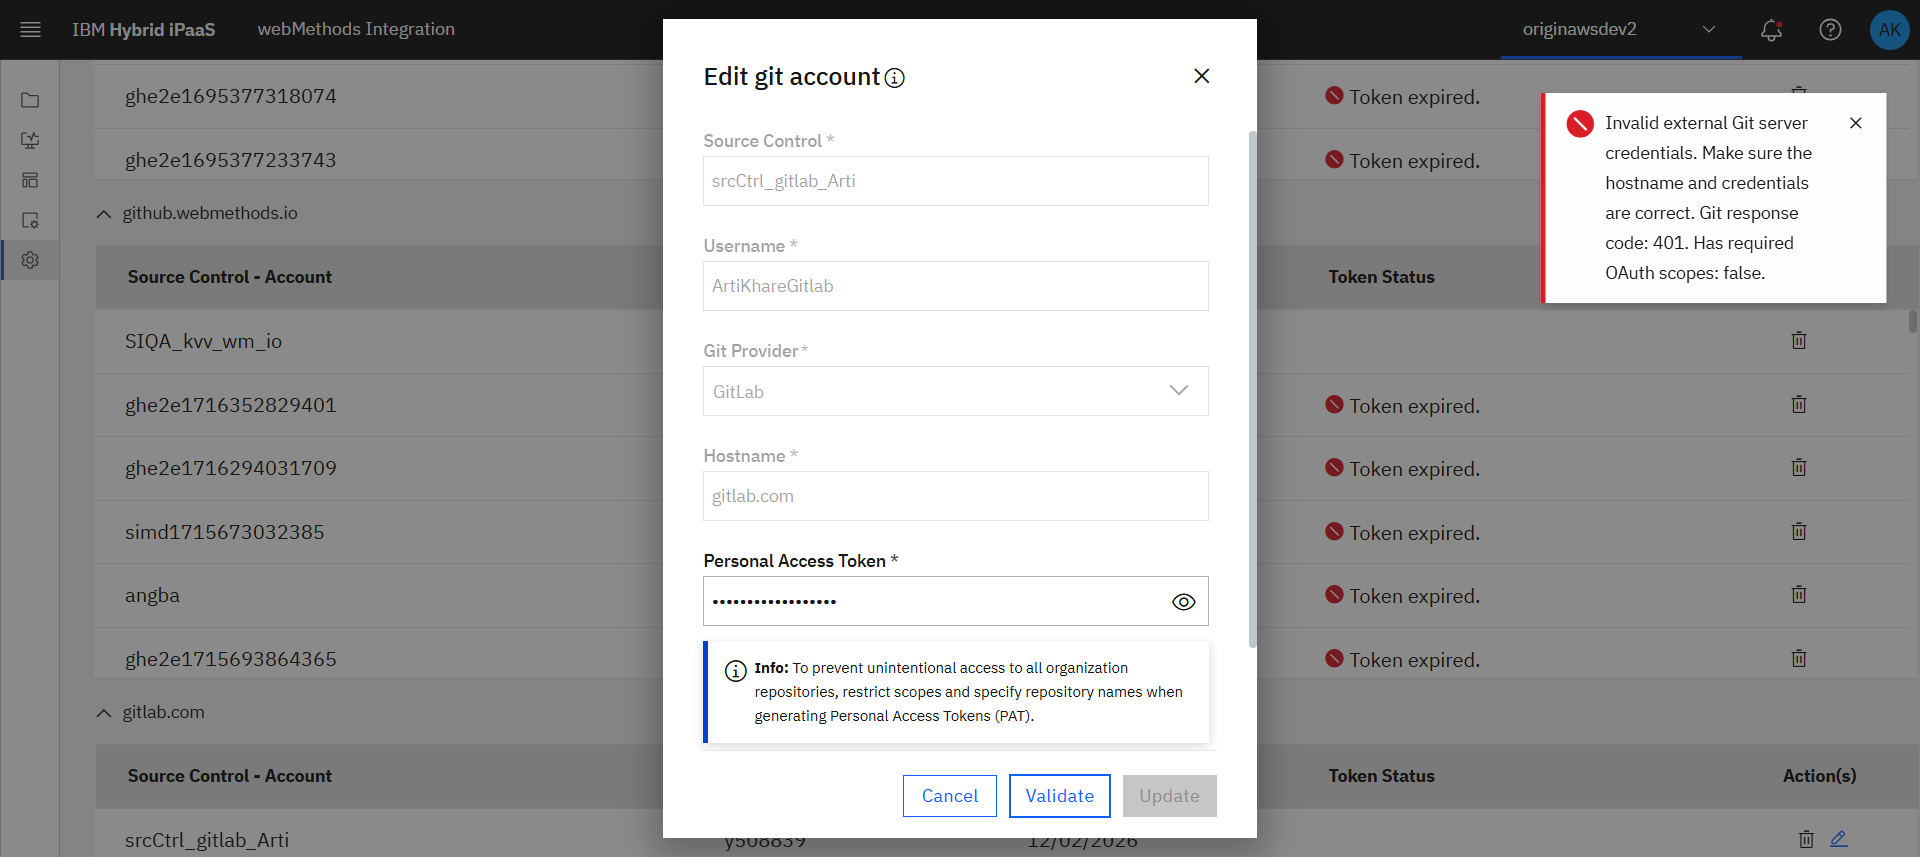 IBM Hybrid iPaaS
webMethods Integration
originawsdev2
AK
ghe2e1695377318074
Token expired.
ghe2e1695377233743
Token expired.
github.webmethods.io
Source Control - Account
Token Status
SIQA_kvv_wm_io
ghe2e1716352829401
Token expired.
ghe2e1716294031709
Token expired.
simd1715673032385
Token expired.
angba
Token expired.
ghe2e1715693864365
Token expired.
gitlab.com
Source Control - Account
Token Status
Action(s)
srcCtrl_gitlab_Arti
y508839
12/02/2026
Edit git account
Source Control *
srcCtrl_gitlab_Arti
Username *
ArtiKhareGitlab
Git Provider*
GitLab
Hostname *
gitlab.com
Personal Access Token *
••••••••••••••••••
Info: To prevent unintentional access to all organization
repositories, restrict scopes and specify repository names when
generating Personal Access Tokens (PAT).
Cancel
Validate
Update
Invalid external Git server
credentials. Make sure the
hostname and credentials
are correct. Git response
code: 401. Has required
OAuth scopes: false.